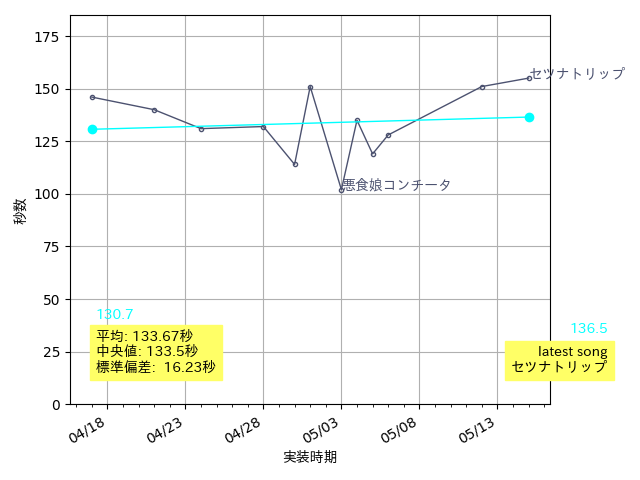 175
150
125
100
75
50
25
0
秒数
セツナトリップ
悪食娘コンチータ
130.7
平均: 133.67秒
中央値: 133.5秒
標準偏差: 16.23秒
136.5
latest song
セツナトリップ
04/18
04/23
04/28
05/03
05/08
05/13
実装時期